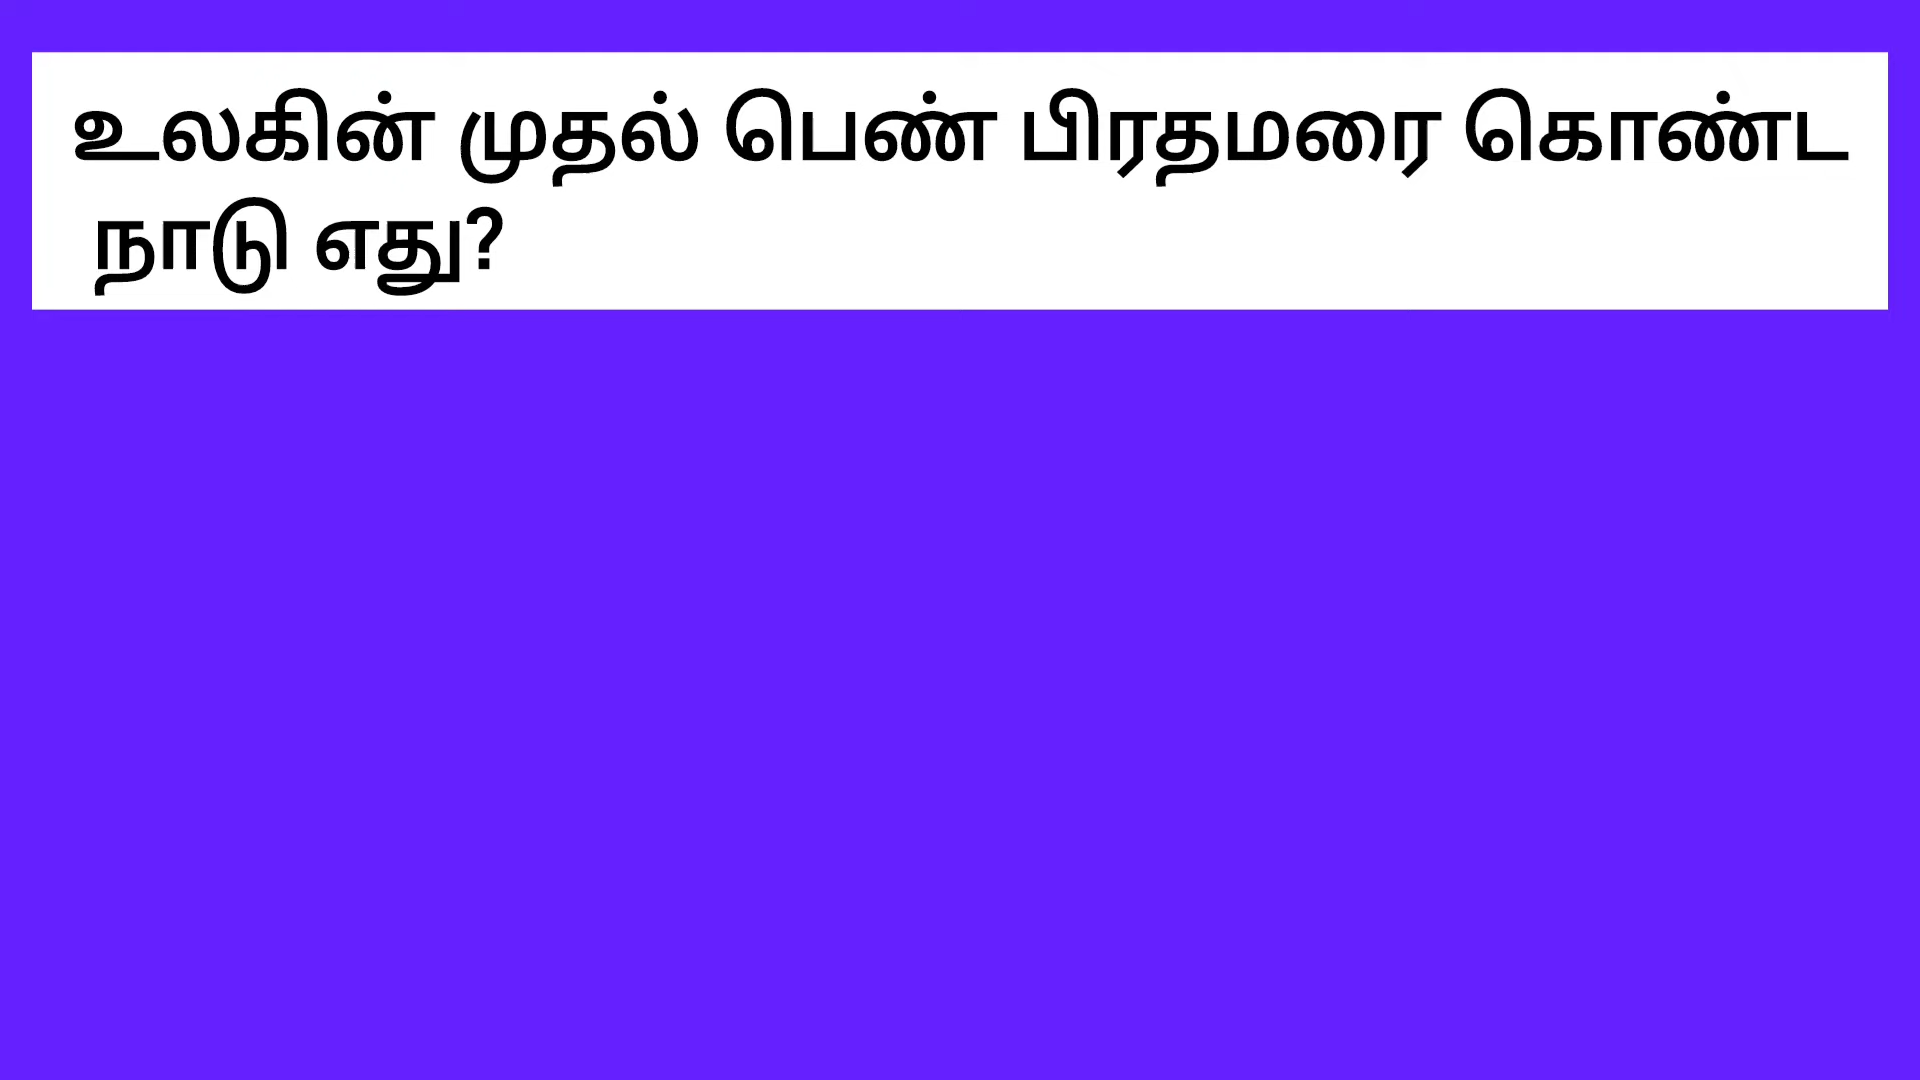 உலகின் முதல் பெண் பிரதமரை கொண்ட
நாடு எது?